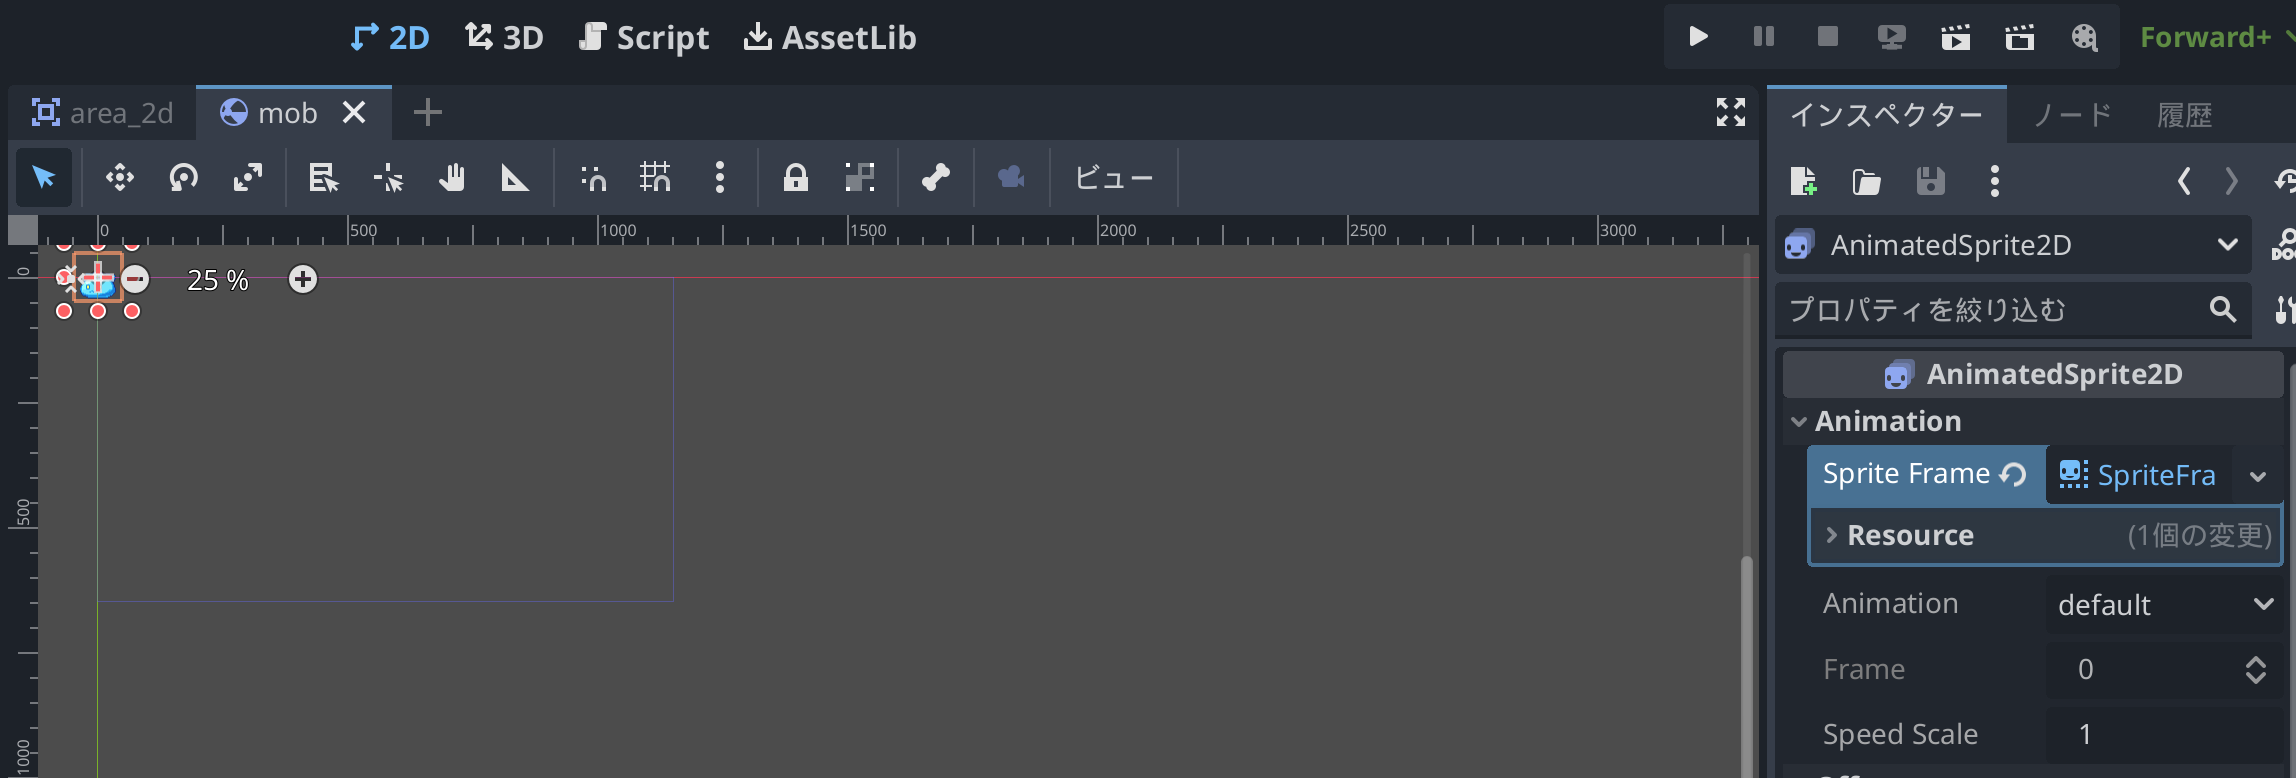 2D 3D Script AssetLib Forward+
area_2d mob インスペクター ノード 履歴
ビュー
0 500 1000 1500 2000 2500 3000
AnimatedSprite2D
0
25 %
プロパティを絞り込む
AnimatedSprite2D
Animation
Sprite Frame SpriteFra
500
Resource (1個の変更)
Animation default
Frame 0
Speed Scale 1
1000